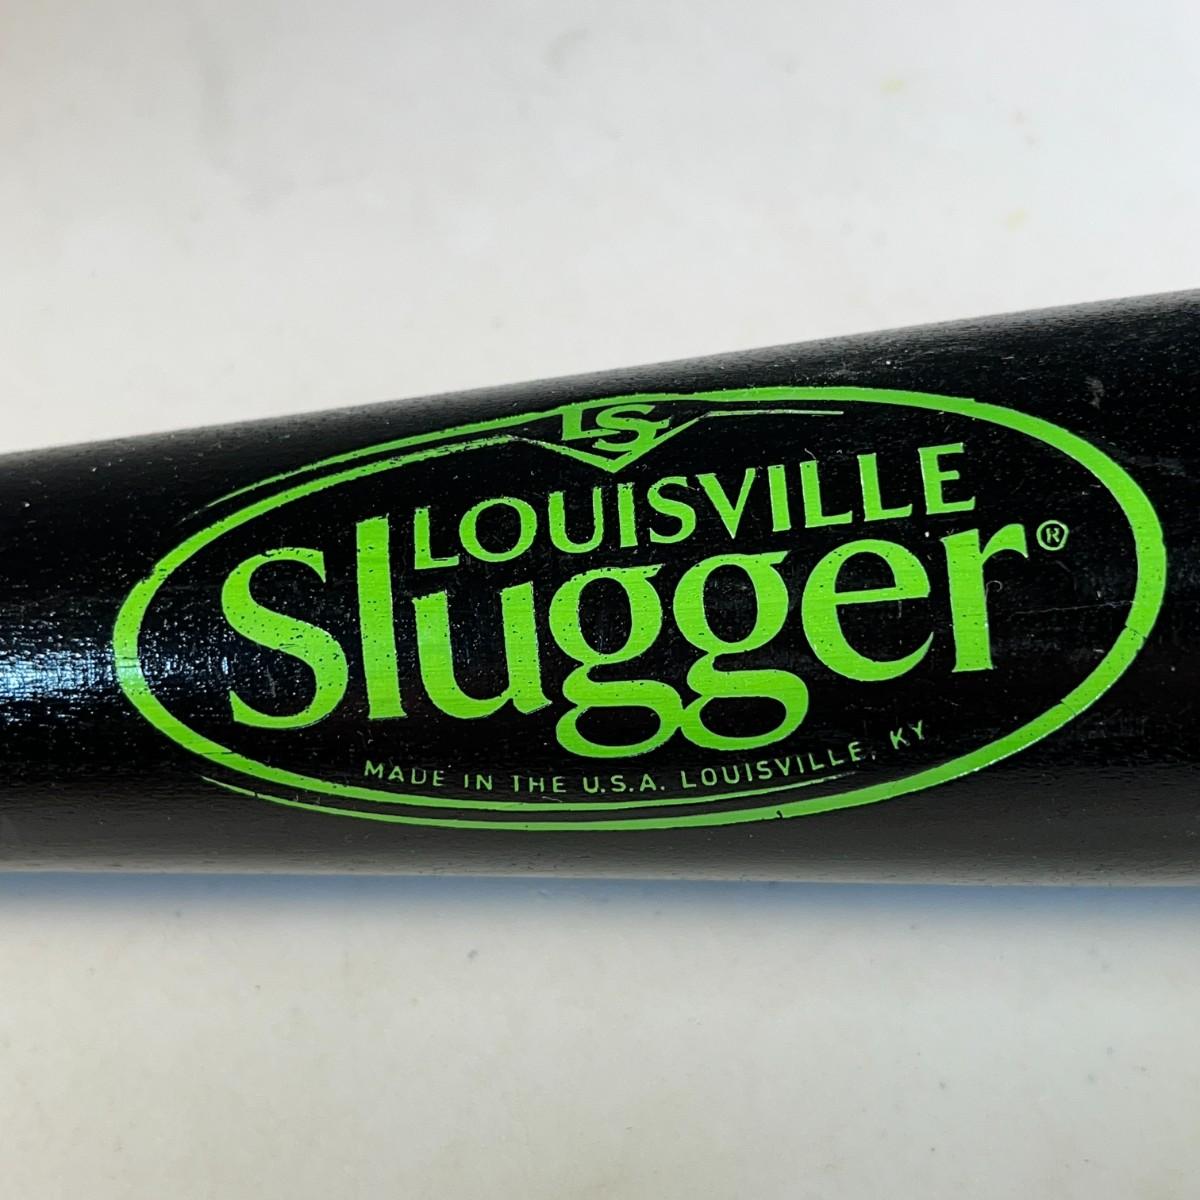 LS
LOUISVILLE
Slugger®
MADE IN THE U.S.A. LOUISVILLE, KY